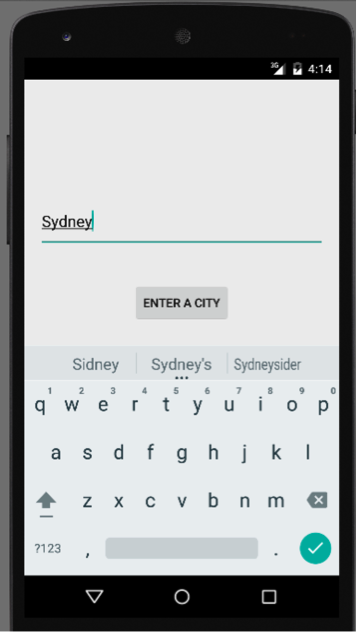 3G 4:14
Sydney
ENTER A CITY
Sidney Sydney's Sydneysider
1 2 3 4 5 6 7 8 9 0
q w e r t y u i o p
a s d f g h j k l
z x c v b n m
?123 , .